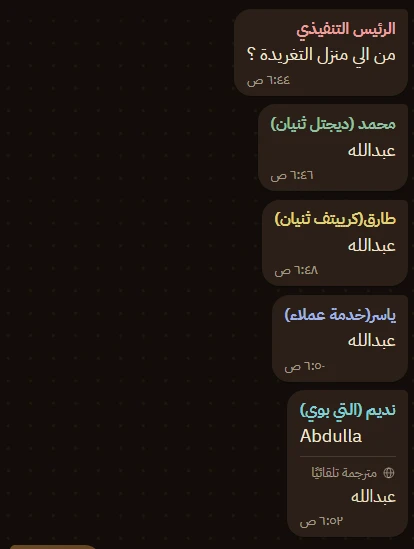 الرئيس التنفيذي
من الي منزل التغريدة ؟
٦:٤٤ ص
محمد (ديجتل ثنيان)
عبدالله
٦:٤٦ ص
طارق(كرييتف ثنيان)
عبدالله
٦:٤٨ ص
ياسر(خدمة عملاء)
عبدالله
٦:٥٠ ص
نديم (التي بوي)
Abdulla
مترجمة تلقائيًا
عبدالله
٦:٥٢ ص